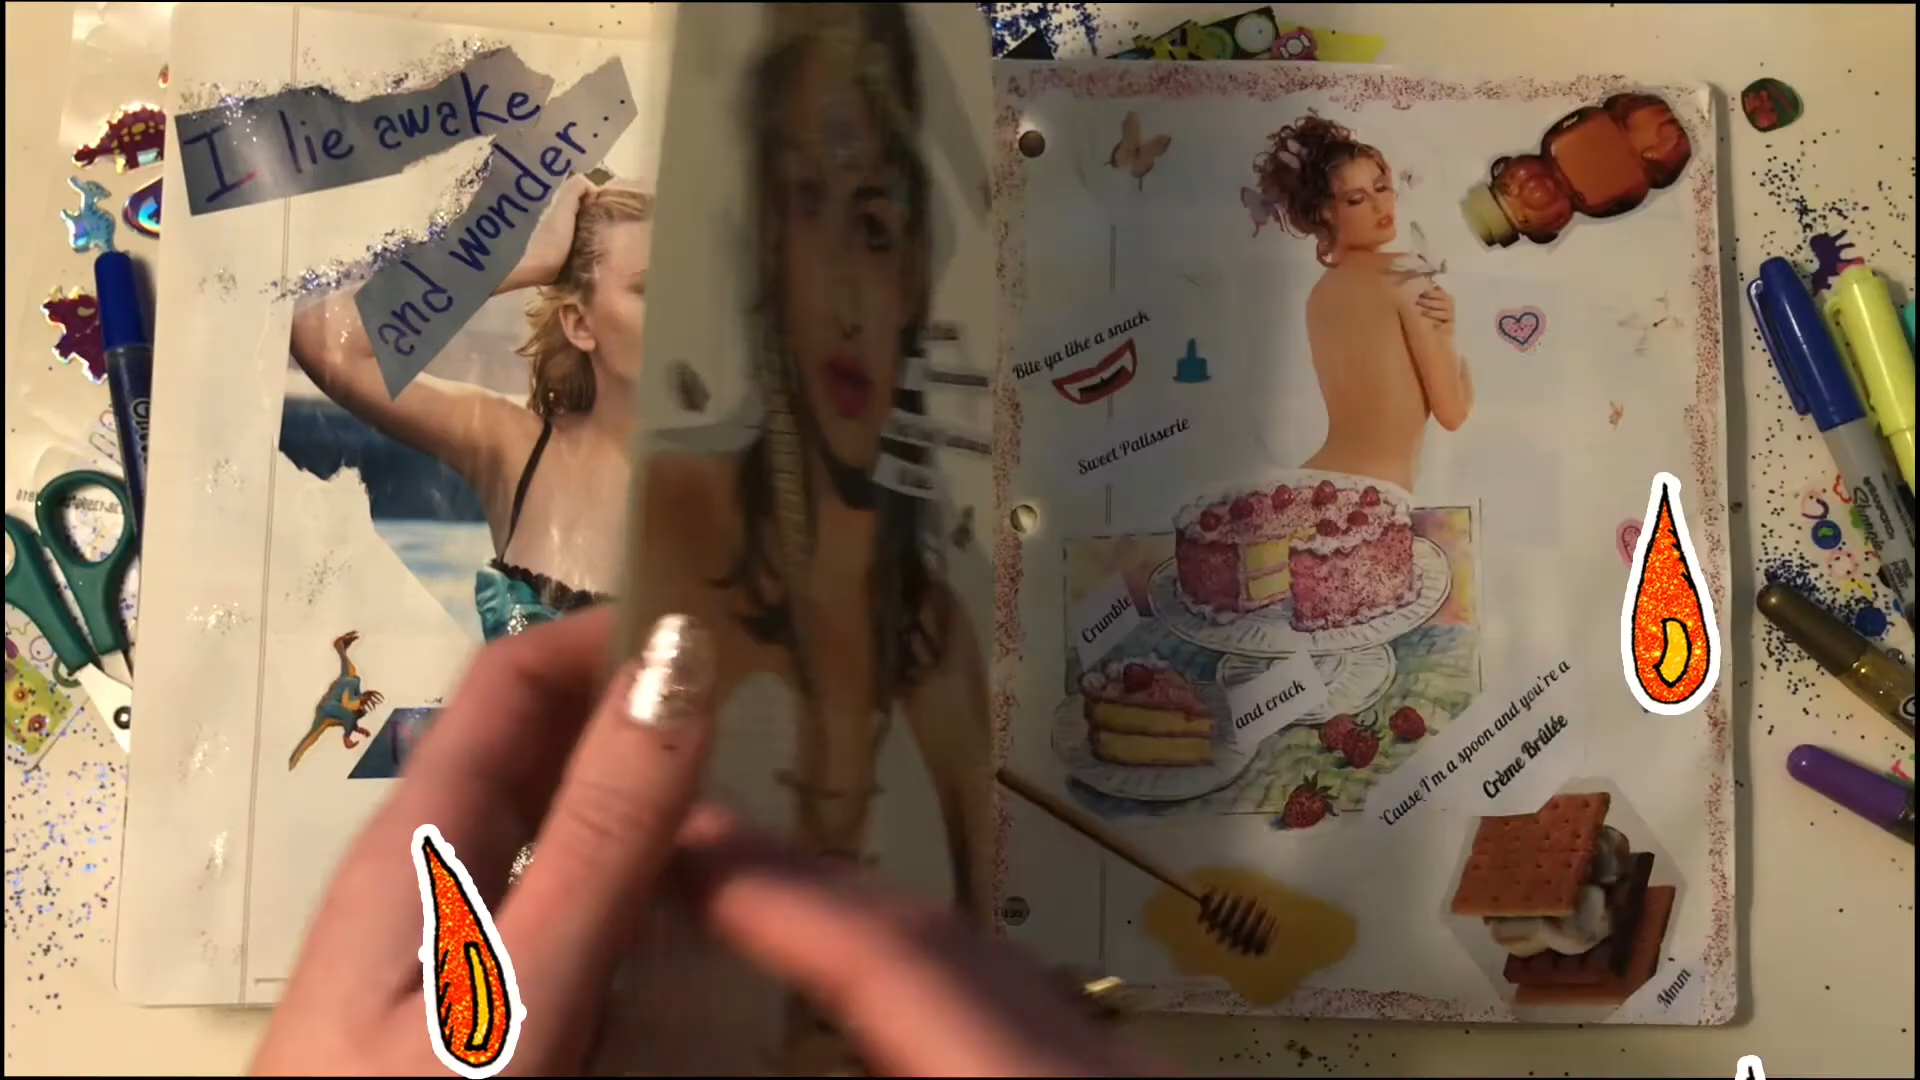 I lie awake
and wonder...
Bite ya like a snack
Sweet Patisserie
Crumble
and crack
'Cause I'm a spoon and you're a
Crème Brûlée
Mmm